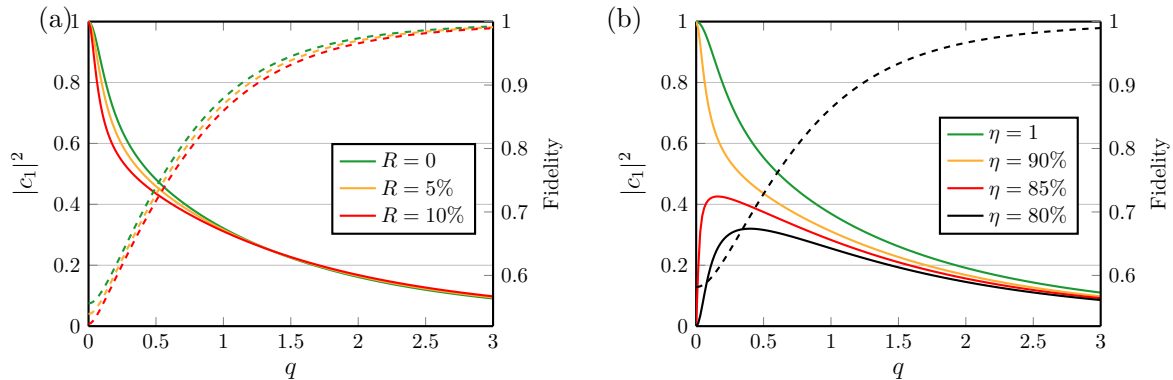 (a)
1
0.8
0.6
0.4
0.2
0
|c₁|²
0 0.5 1 1.5 2 2.5 3
q
1
0.9
0.8
0.7
0.6
Fidelity
R = 0
R = 5%
R = 10%
(b)
1
0.8
0.6
0.4
0.2
0
|c₁|²
0 0.5 1 1.5 2 2.5 3
q
1
0.9
0.8
0.7
0.6
Fidelity
η = 1
η = 90%
η = 85%
η = 80%